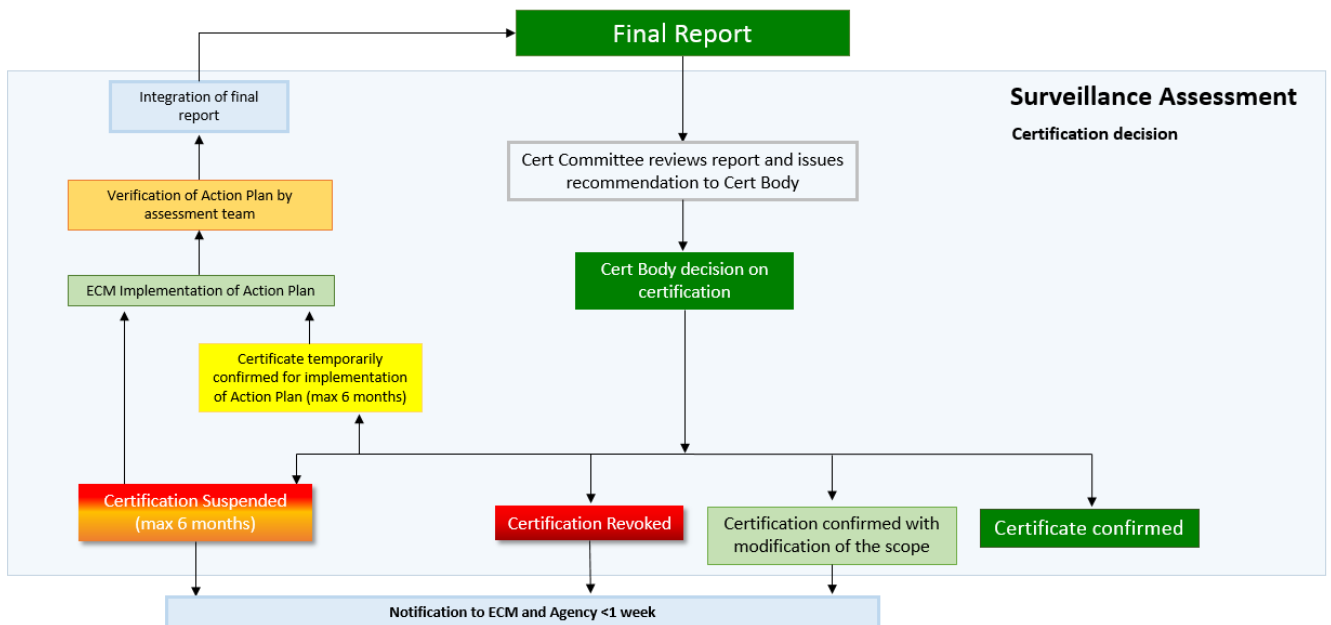 Final Report
Surveillance Assessment
Certification decision
Integration of final
report
Cert Committee reviews report and issues
recommendation to Cert Body
Verification of Action Plan by
assessment team
Cert Body decision on
certification
ECM Implementation of Action Plan
Certificate temporarily
confirmed for implementation
of Action Plan (max 6 months)
Certification Suspended
(max 6 months)
Certification Revoked
Certification confirmed with
modification of the scope
Certificate confirmed
Notification to ECM and Agency <1 week